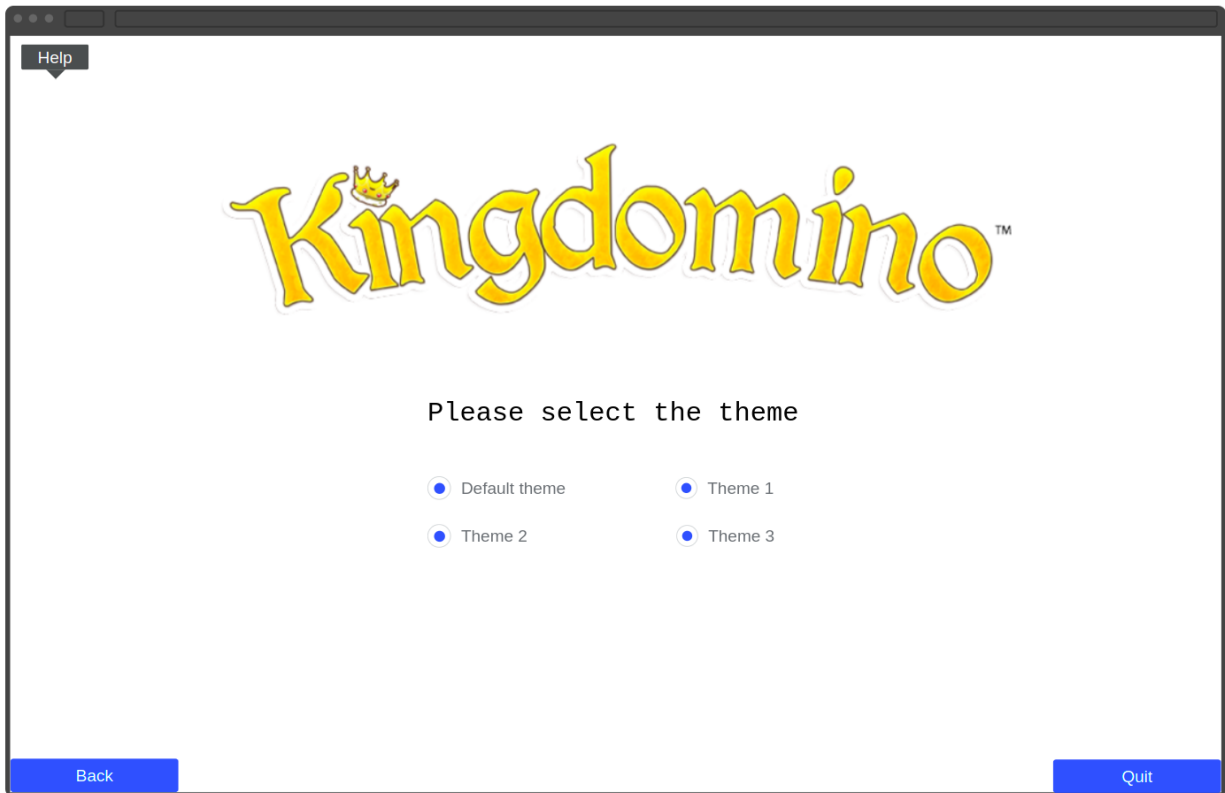 Help
Kingdomino™
Please select the theme
Default theme
Theme 1
Theme 2
Theme 3
Back
Quit